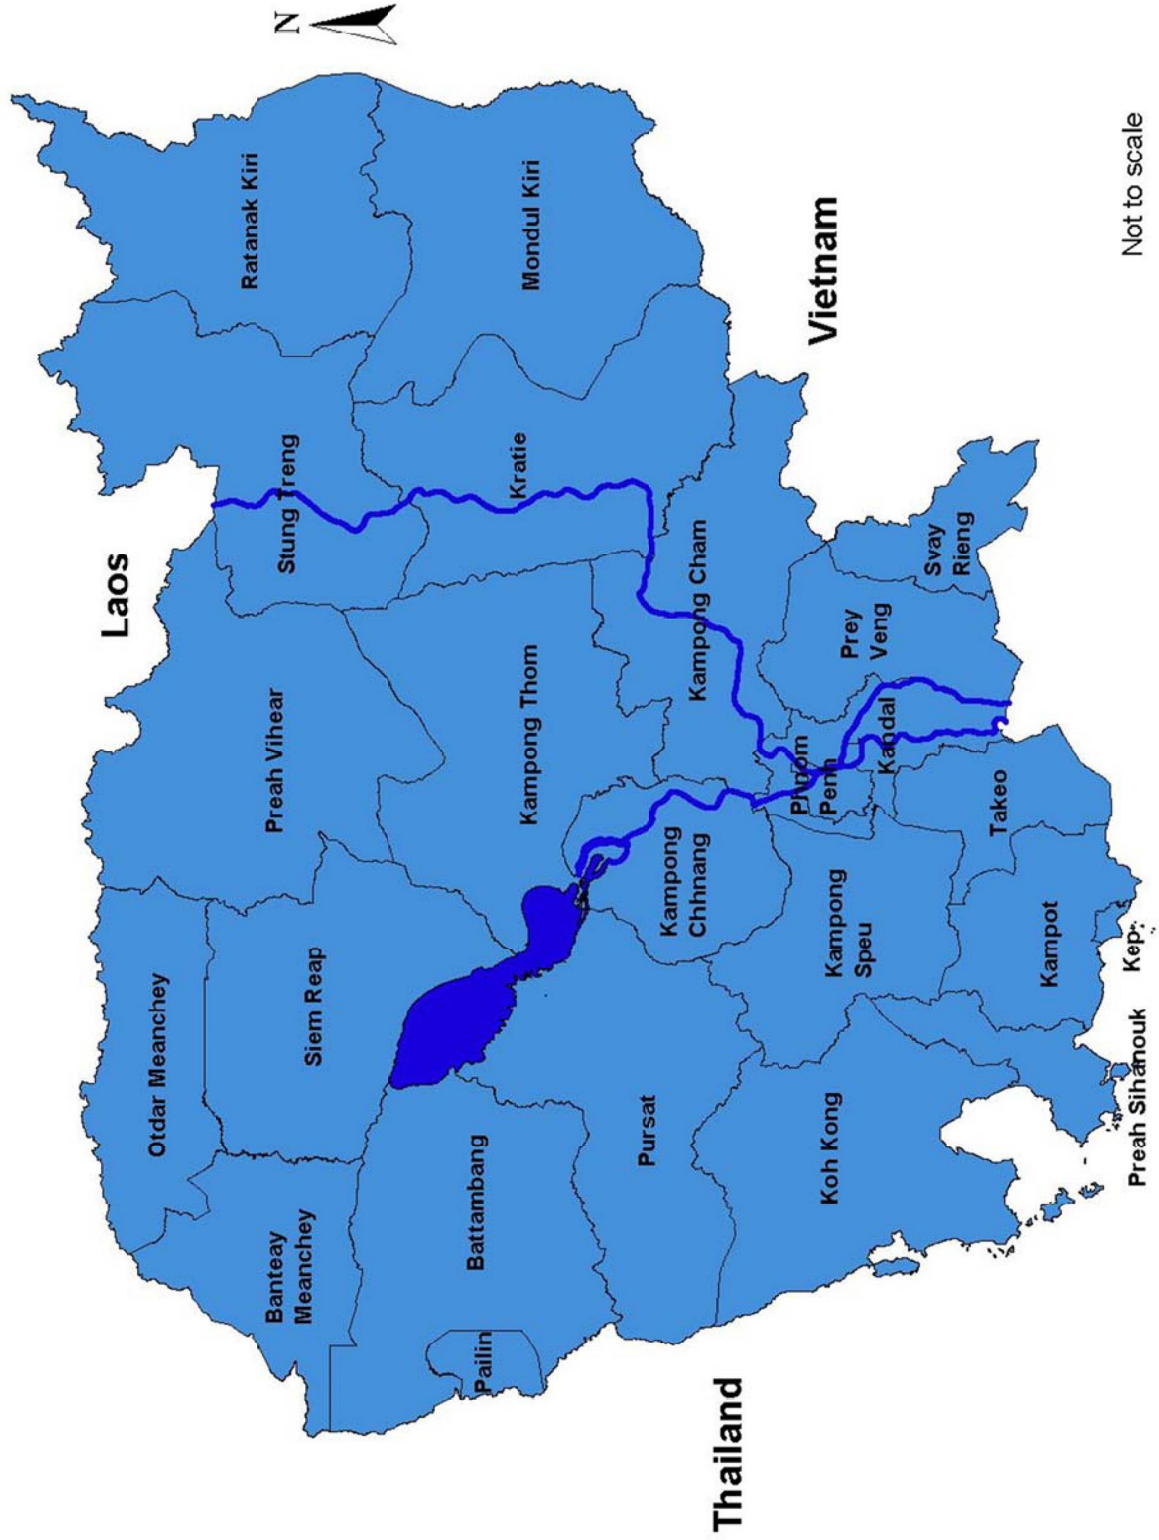 N
Laos
Ratanak Kiri
Stung Treng
Preah Vihear
Otdar Meanchey
Siem Reap
Banteay
Meanchey
Mondul Kiri
Kratie
Kampong Thom
Battambang
Pailin
Kampong Cham
Kampong
Chhnang
Pursat
Thailand
Vietnam
Prey
Veng
Svay
Rieng
Phnom
Penh
Kandal
Kampong
Speu
Koh Kong
Takeo
Kampot
Kep
Preah Sihanouk
Not to scale